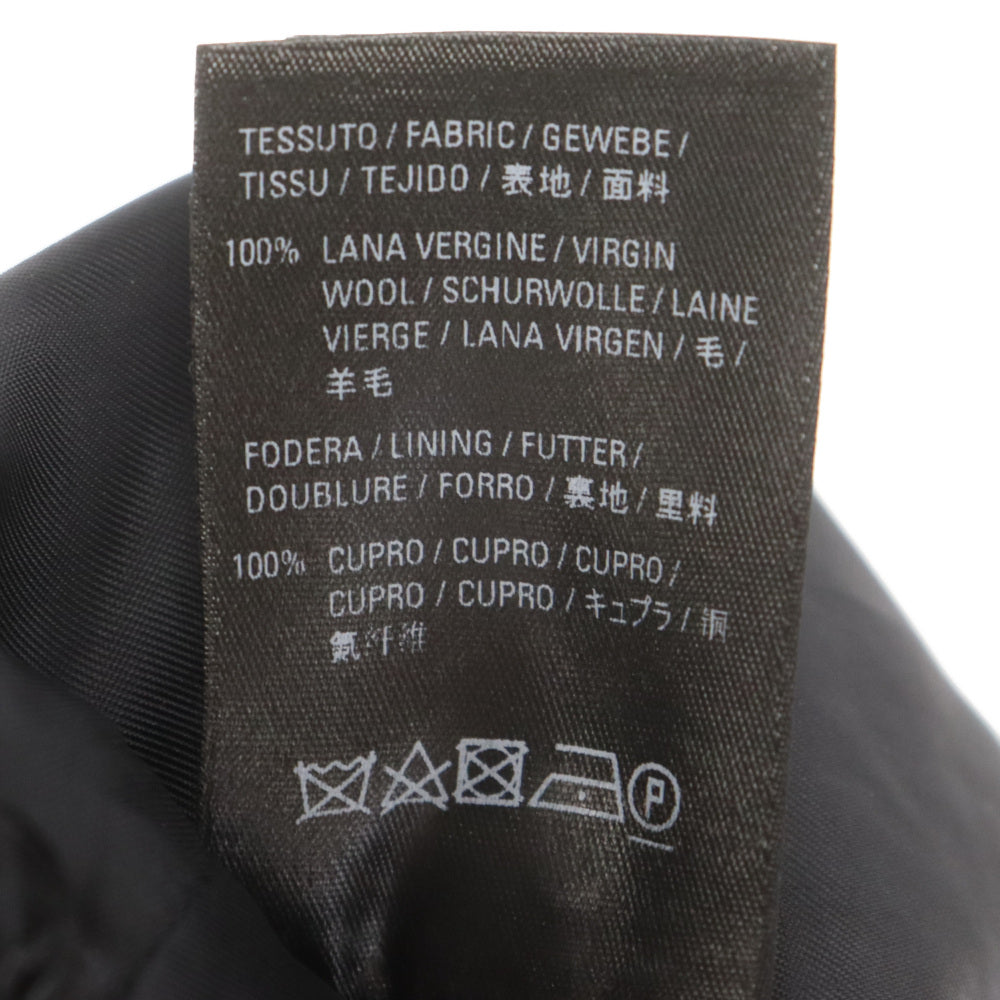 TESSUTO / FABRIC / GEWEBE /
TISSU / TEJIDO / 表地 / 面料
100% LANA VERGINE / VIRGIN
WOOL / SCHURWOLLE / LAINE
VIERGE / LANA VIRGEN / 毛 /
羊毛
FODERA / LINING / FUTTER /
DOUBLURE / FORRO / 裏地 / 里料
100% CUPRO / CUPRO / CUPRO /
CUPRO / CUPRO / キュプラ / 铜
氨纤维
P